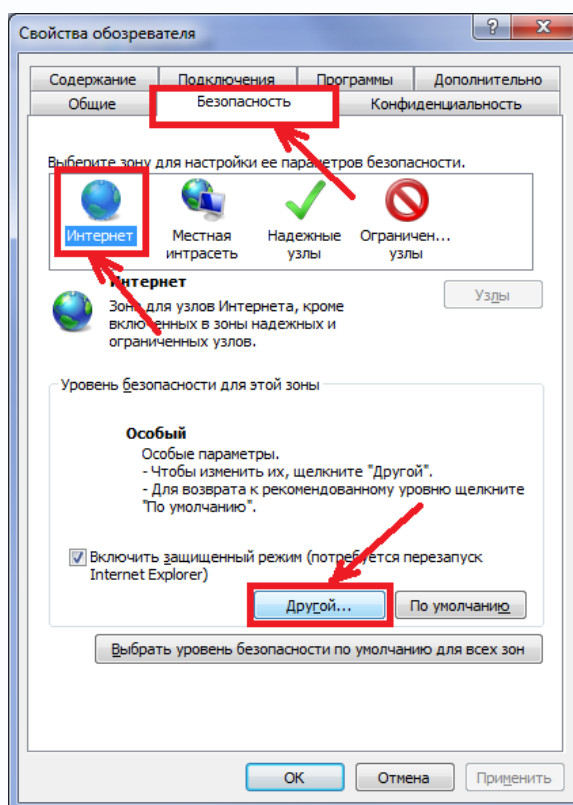 Свойства обозревателя
Содержание Подключения Программы Дополнительно
Общие Безопасность Конфиденциальность
Выберите зону для настройки ее параметров безопасности.
Интернет Местная интрасеть Надежные узлы Ограничен... узлы
Интернет
Узлы
Зона для узлов Интернета, кроме
включенных в зоны надежных и
ограниченных узлов.
Уровень безопасности для этой зоны
Особый
Особые параметры.
- Чтобы изменить их, щелкните "Другой".
- Для возврата к рекомендованному уровню щелкните
"По умолчанию".
Включить защищенный режим (потребуется перезапуск
Internet Explorer)
Другой... По умолчанию
Выбрать уровень безопасности по умолчанию для всех зон
ОК Отмена Применить